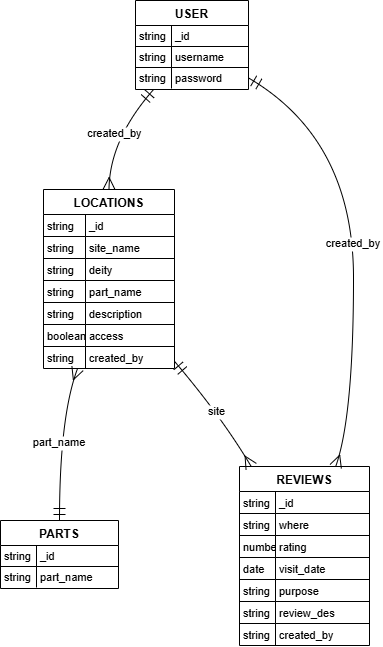 USER
string _id
string username
string password
created_by
LOCATIONS
string _id
string site_name
string deity
string part_name
string description
boolean access
string created_by
created_by
site
part_name
REVIEWS
string _id
string where
numbe rating
date visit_date
string purpose
string review_des
string created_by
PARTS
string _id
string part_name